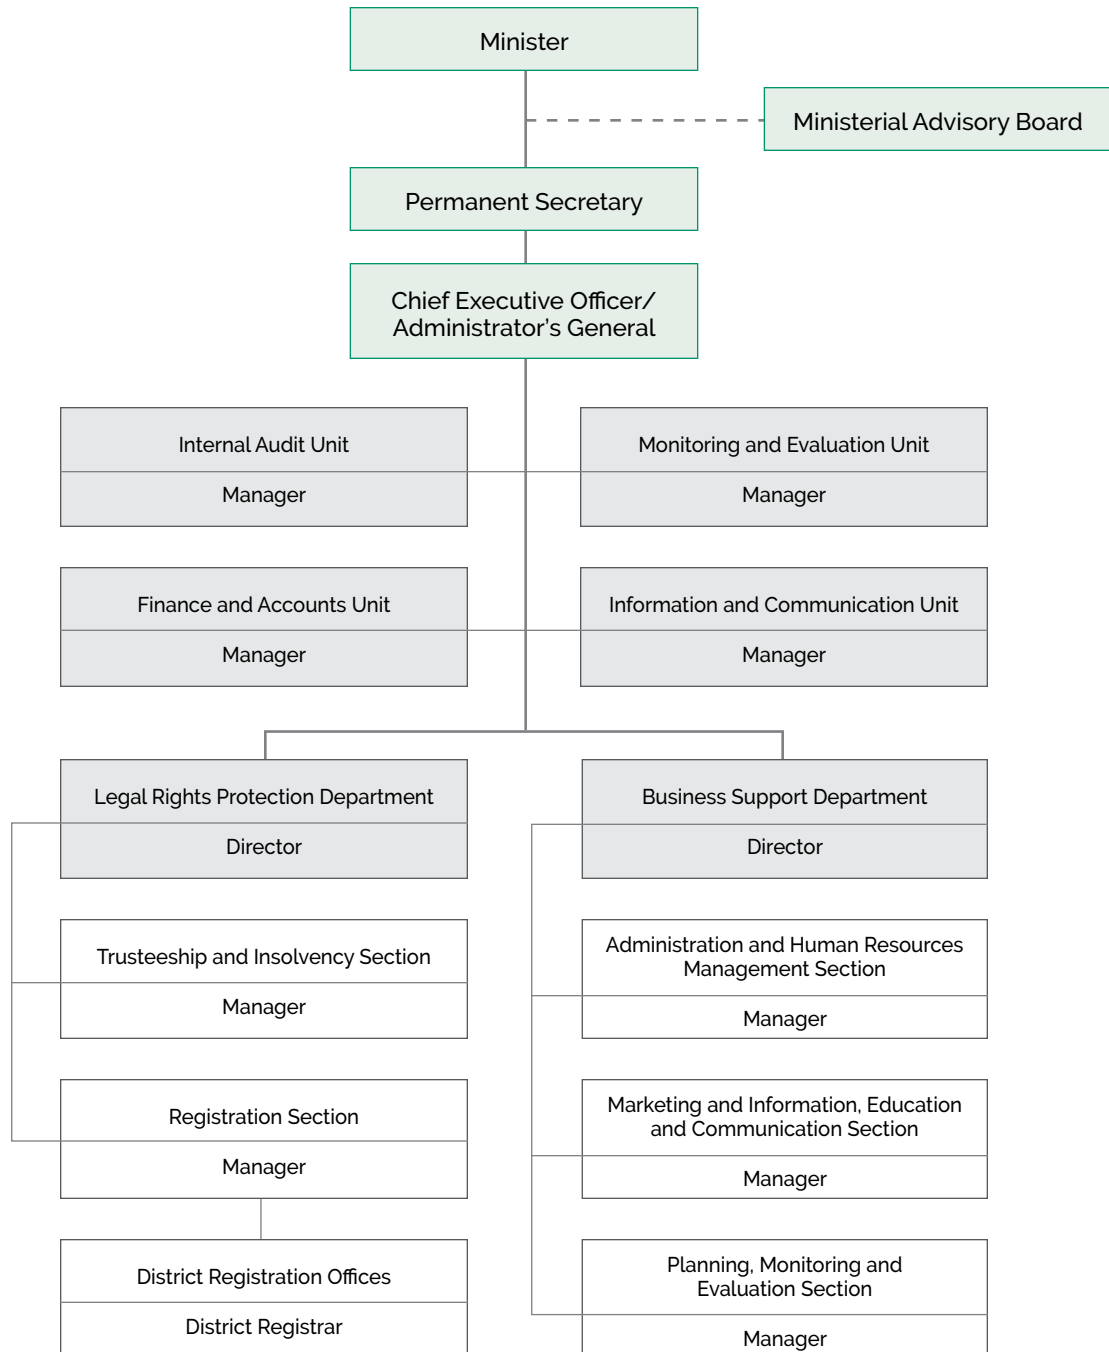 Minister
Ministerial Advisory Board
Permanent Secretary
Chief Executive Officer/
Administrator’s General
Internal Audit Unit
Manager
Monitoring and Evaluation Unit
Manager
Finance and Accounts Unit
Manager
Information and Communication Unit
Manager
Legal Rights Protection Department
Director
Business Support Department
Director
Trusteeship and Insolvency Section
Manager
Administration and Human Resources
Management Section
Manager
Registration Section
Manager
Marketing and Information, Education
and Communication Section
Manager
District Registration Offices
District Registrar
Planning, Monitoring and
Evaluation Section
Manager